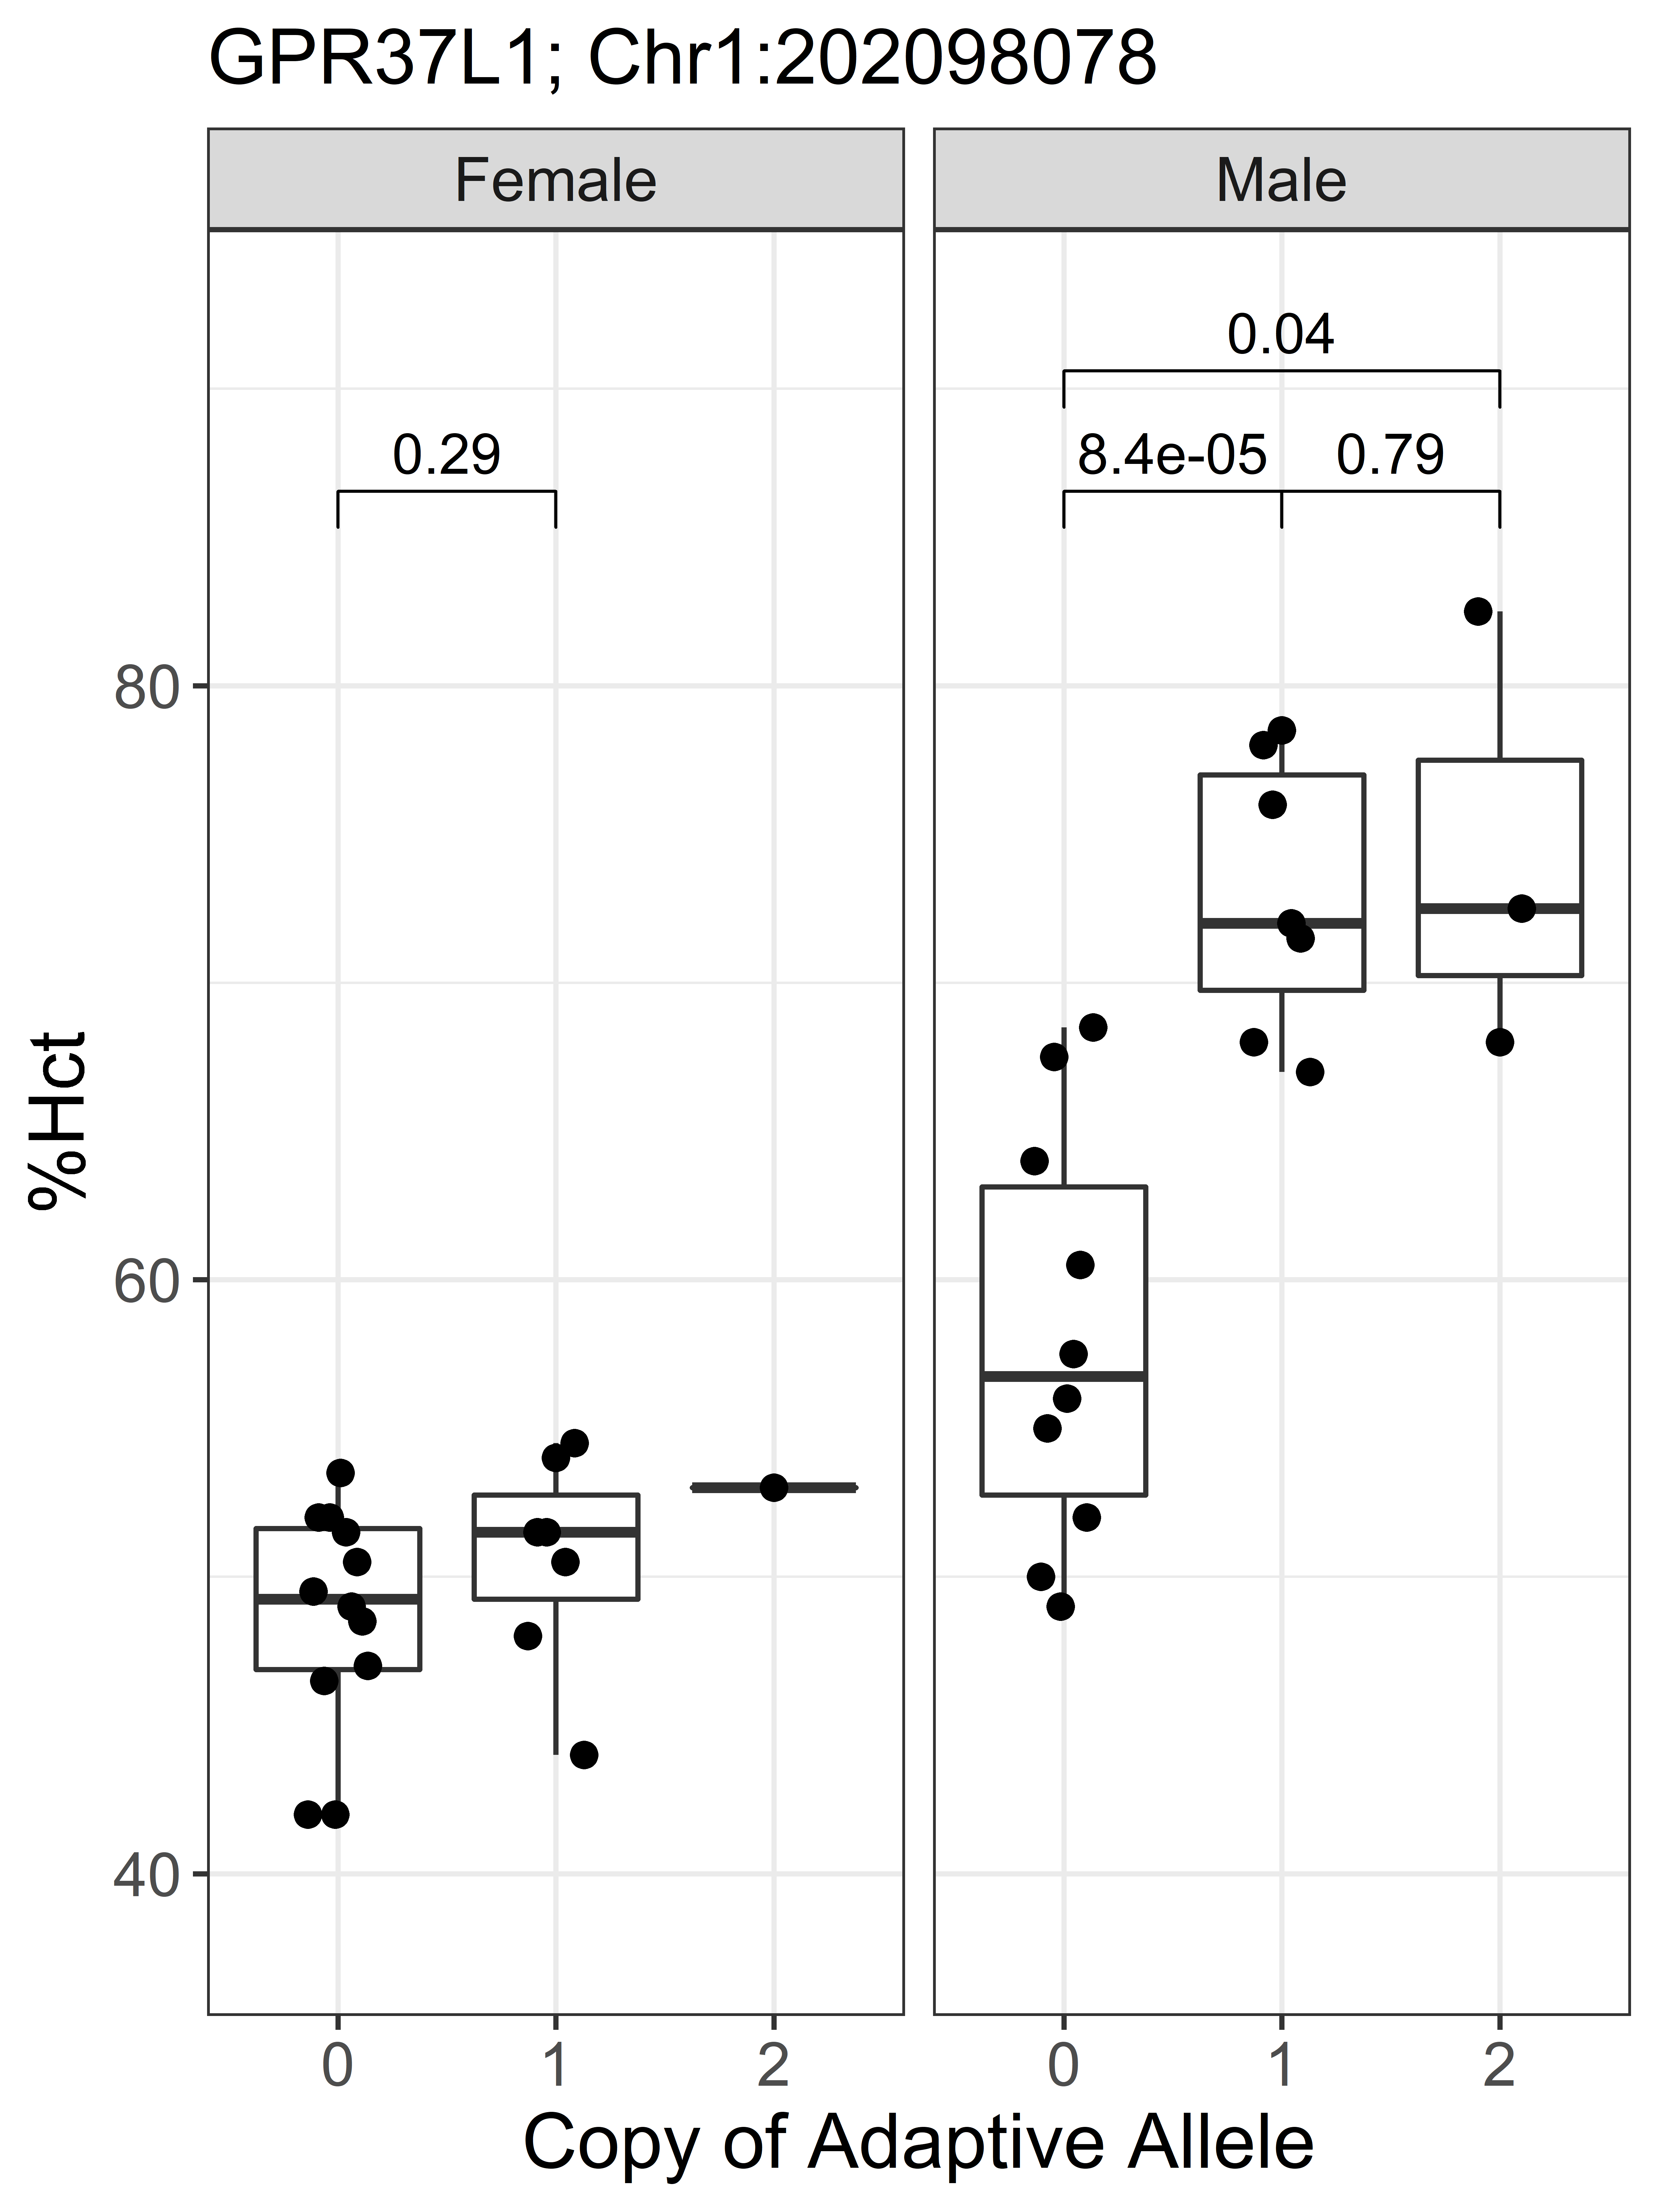 GPR37L1; Chr1:202098078
Female
Male
0.04
0.29
8.4e-05
0.79
80
60
40
%Hct
0 1 2
0 1 2
Copy of Adaptive Allele